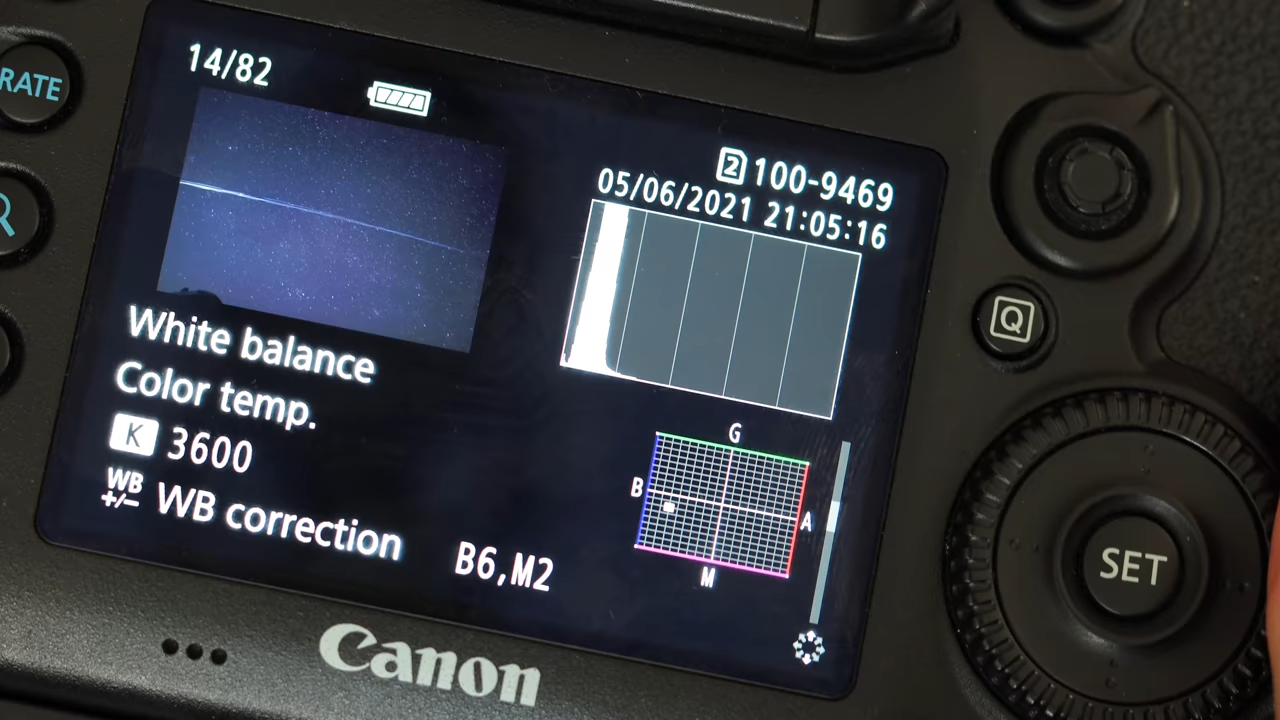 RATE
14/82
2 100-9469
05/06/2021 21:05:16
White balance
Color temp.
K 3600
WB +/- WB correction B6,M2
G
B
A
M
Q
SET
Canon